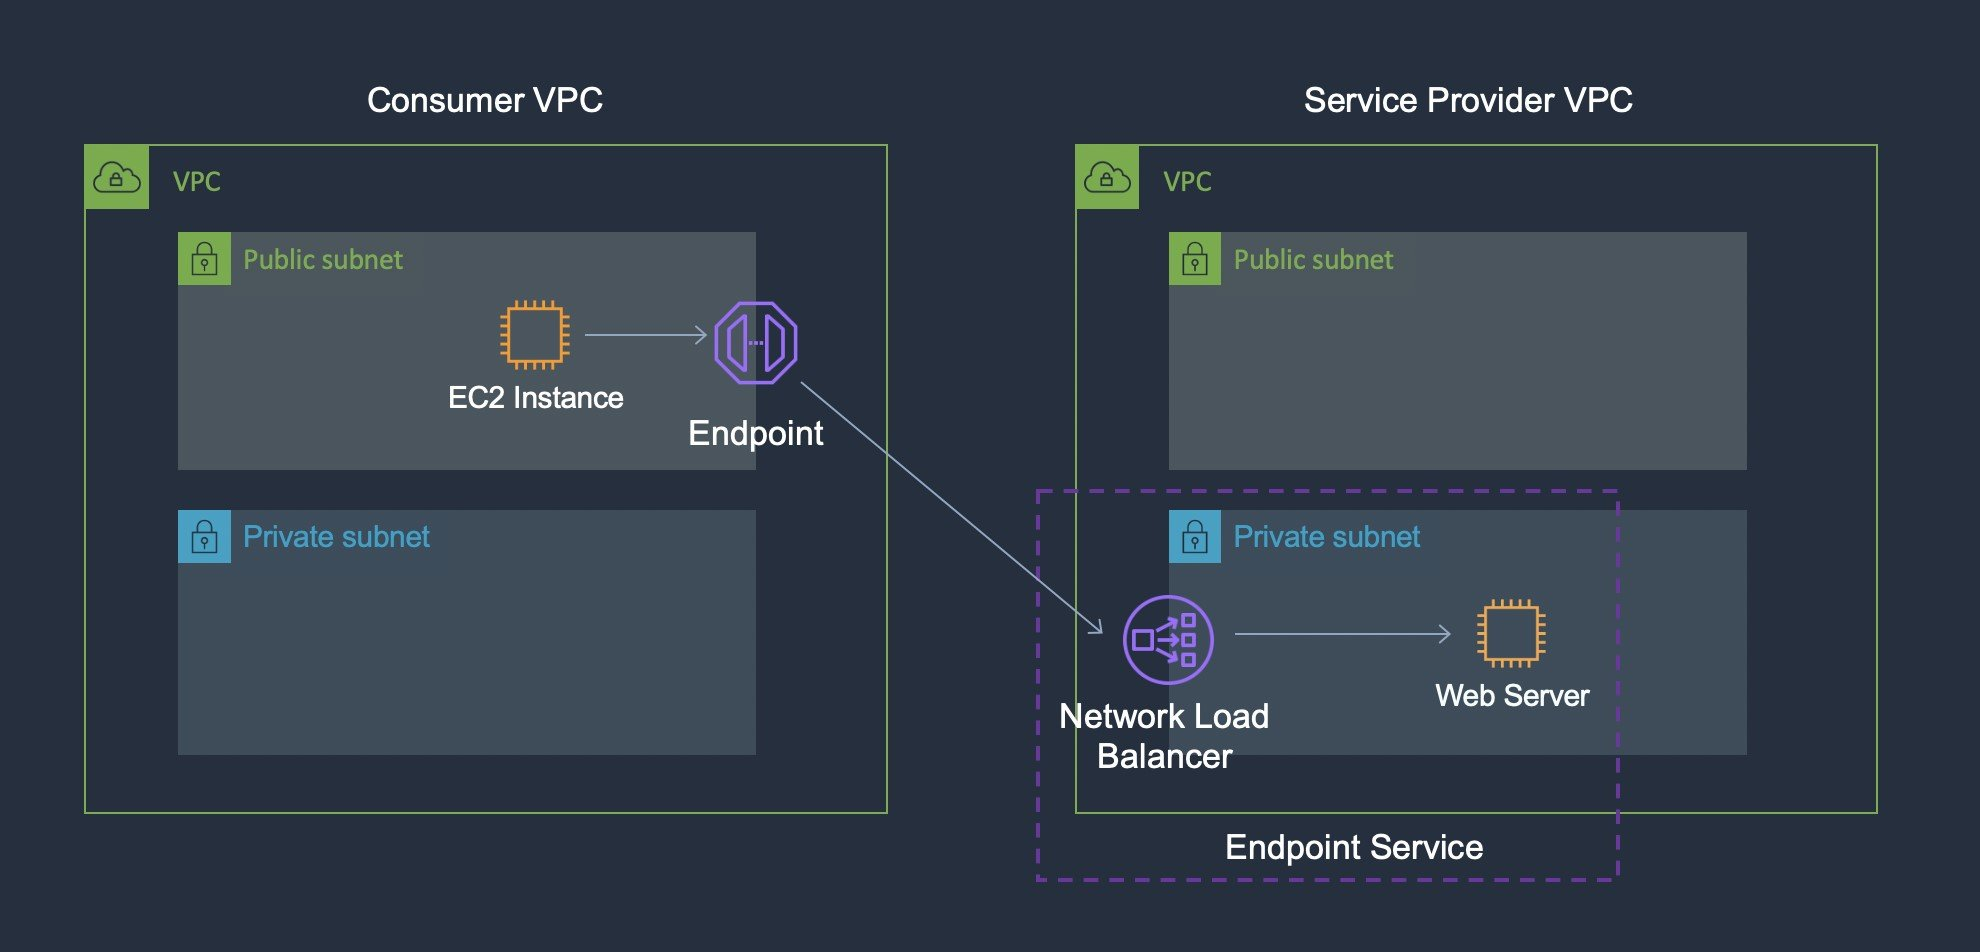 Consumer VPC
Service Provider VPC
VPC
VPC
Public subnet
Public subnet
EC2 Instance
Endpoint
Private subnet
Private subnet
Web Server
Network Load
Balancer
Endpoint Service